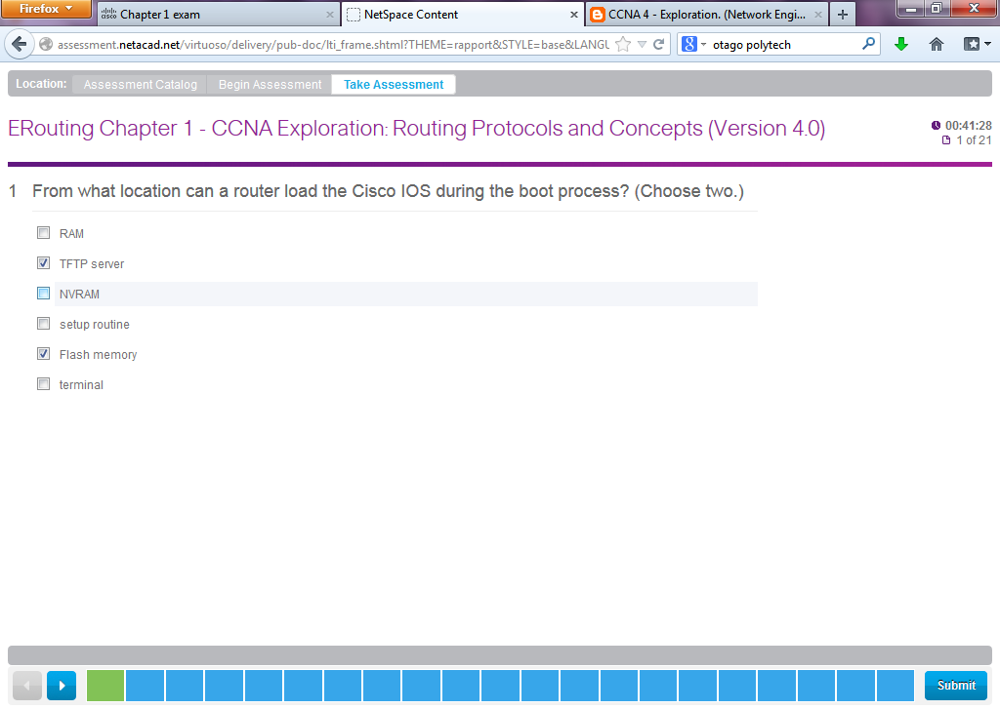 Firefox
Chapter 1 exam
NetSpace Content
CCNA 4 - Exploration. (Network Engi...
assessment.netacad.net/virtuoso/delivery/pub-doc/lti_frame.shtml?THEME=rapport&STYLE=base&LANGU
otago polytech
Location: Assessment Catalog Begin Assessment Take Assessment
ERouting Chapter 1 - CCNA Exploration: Routing Protocols and Concepts (Version 4.0)
00:41:28
1 of 21
1 From what location can a router load the Cisco IOS during the boot process? (Choose two.)
RAM
TFTP server
NVRAM
setup routine
Flash memory
terminal
Submit